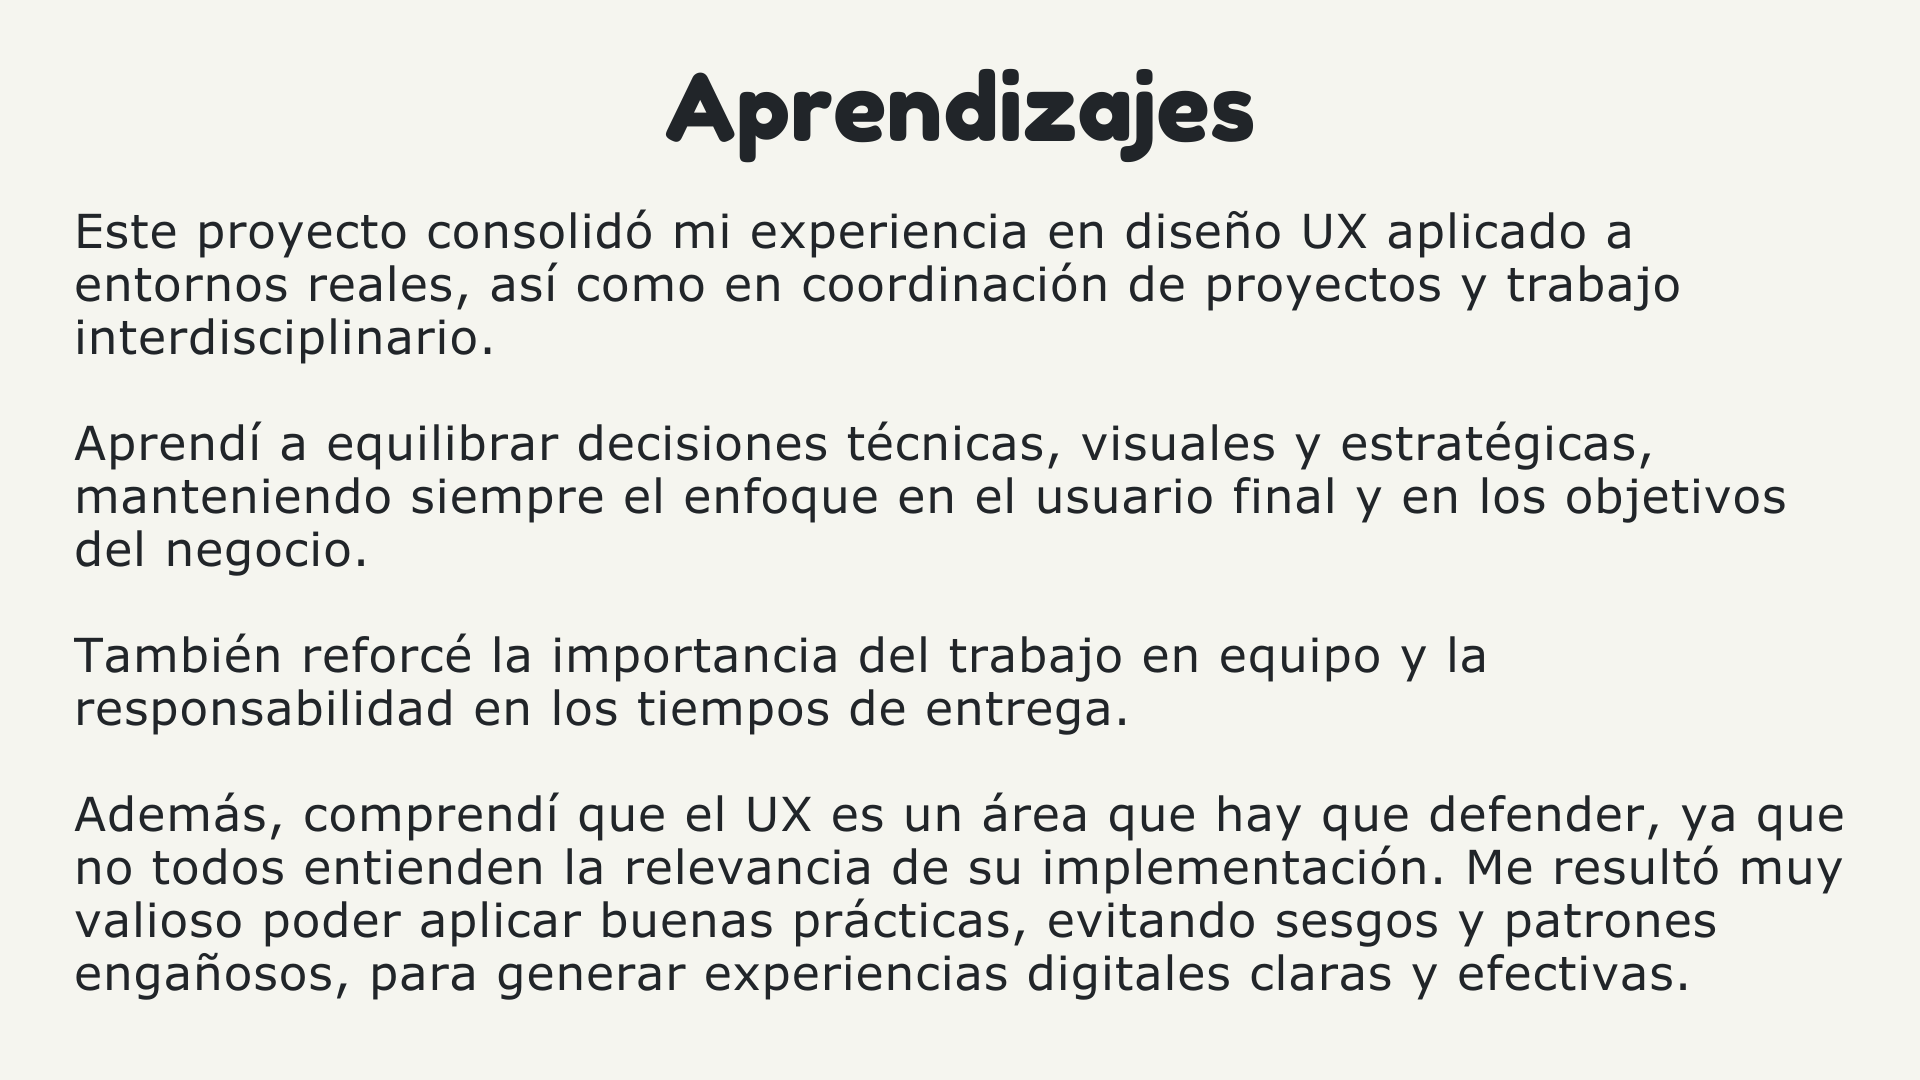 Aprendizajes
Este proyecto consolidó mi experiencia en diseño UX aplicado a
entornos reales, así como en coordinación de proyectos y trabajo
interdisciplinario.
Aprendí a equilibrar decisiones técnicas, visuales y estratégicas,
manteniendo siempre el enfoque en el usuario final y en los objetivos
del negocio.
También reforcé la importancia del trabajo en equipo y la
responsabilidad en los tiempos de entrega.
Además, comprendí que el UX es un área que hay que defender, ya que
no todos entienden la relevancia de su implementación. Me resultó muy
valioso poder aplicar buenas prácticas, evitando sesgos y patrones
engañosos, para generar experiencias digitales claras y efectivas.